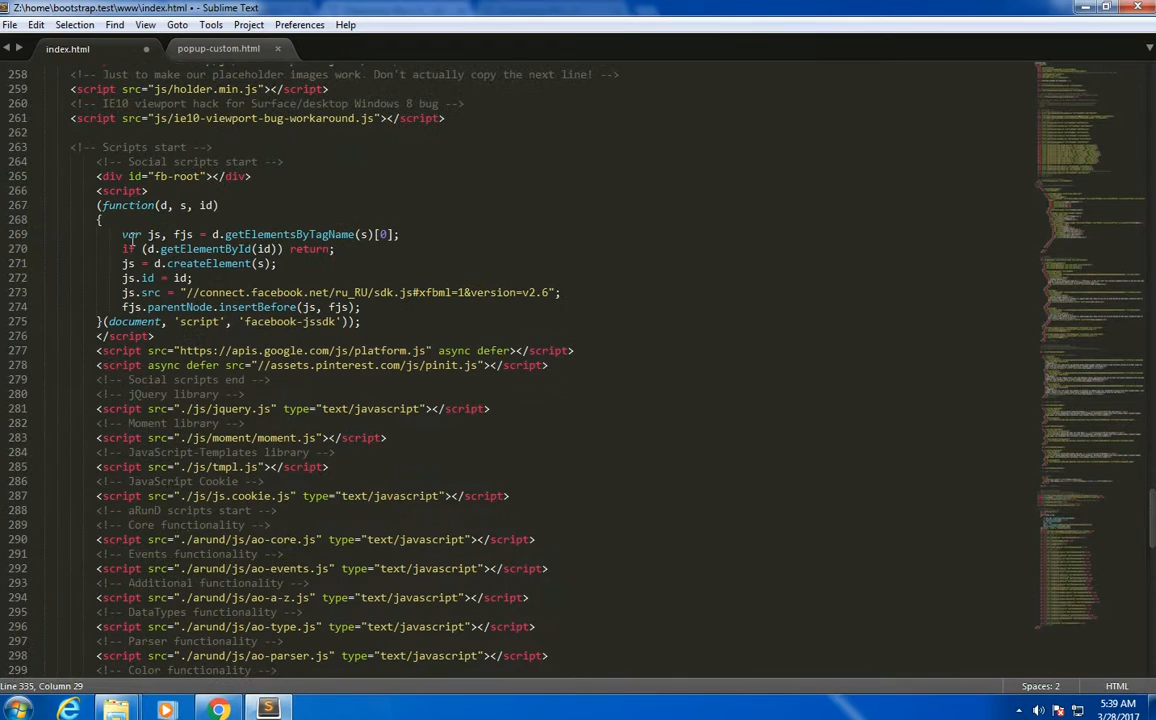 Z:\home\bootstrap.test\www\index.html • - Sublime Text
File Edit Selection Find View Goto Tools Project Preferences Help
index.html popup-custom.html
258 <!-- Just to make our placeholder images work. Don't actually copy the next line! -->
259 <script src="js/holder.min.js"></script>
260 <!-- IE10 viewport hack for Surface/desktop Windows 8 bug -->
261 <script src="js/ie10-viewport-bug-workaround.js"></script>
262
263 <!-- Scripts start -->
264 <!-- Social scripts start -->
265 <div id="fb-root"></div>
266 <script>
267 (function(d, s, id)
268 {
269 var js, fjs = d.getElementsByTagName(s)[0];
270 if (d.getElementById(id)) return;
271 js = d.createElement(s);
272 js.id = id;
273 js.src = "//connect.facebook.net/ru_RU/sdk.js#xfbml=1&version=v2.6";
274 fjs.parentNode.insertBefore(js, fjs);
275 }(document, 'script', 'facebook-jssdk'));
276 </script>
277 <script src="https://apis.google.com/js/platform.js" async defer></script>
278 <script async defer src="//assets.pinterest.com/js/pinit.js"></script>
279 <!-- Social scripts end -->
280 <!-- jQuery library -->
281 <script src="./js/jquery.js" type="text/javascript"></script>
282 <!-- Moment library -->
283 <script src="./js/moment/moment.js"></script>
284 <!-- JavaScript-Templates library -->
285 <script src="./js/tmpl.js"></script>
286 <!-- JavaScript Cookie -->
287 <script src="./js/js.cookie.js" type="text/javascript"></script>
288 <!-- aRunD scripts start -->
289 <!-- Core functionality -->
290 <script src="./arund/js/ao-core.js" type="text/javascript"></script>
291 <!-- Events functionality -->
292 <script src="./arund/js/ao-events.js" type="text/javascript"></script>
293 <!-- Additional functionality -->
294 <script src="./arund/js/ao-a-z.js" type="text/javascript"></script>
295 <!-- DataTypes functionality -->
296 <script src="./arund/js/ao-type.js" type="text/javascript"></script>
297 <!-- Parser functionality -->
298 <script src="./arund/js/ao-parser.js" type="text/javascript"></script>
299 <!-- Color functionality -->
Line 335, Column 29 Spaces: 2 HTML
5:39 AM
3/28/2017